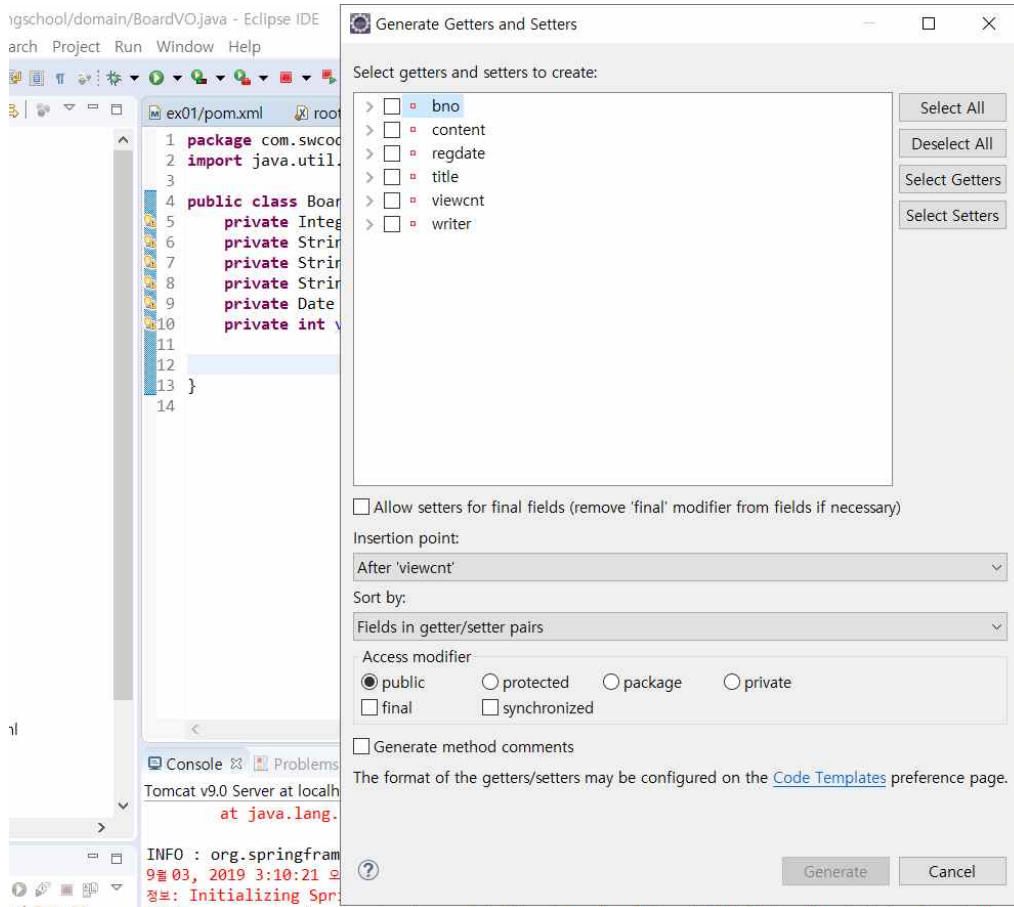 ngschool/domain/BoardVO.java - Eclipse IDE
arch Project Run Window Help
ex01/pom.xml root
1 package com.swcod
2 import java.util.
3
4 public class Boar
5 private Integ
6 private Strin
7 private Strin
8 private Strin
9 private Date
10 private int v
11
12
13 }
14
Console Problems
Tomcat v9.0 Server at localh
at java.lang.
INFO : org.springfram
9월 03, 2019 3:10:21 오
정보: Initializing Spri
Generate Getters and Setters
Select getters and setters to create:
bno
content
regdate
title
viewcnt
writer
Select All
Deselect All
Select Getters
Select Setters
Allow setters for final fields (remove 'final' modifier from fields if necessary)
Insertion point:
After 'viewcnt'
Sort by:
Fields in getter/setter pairs
Access modifier
public protected package private
final synchronized
Generate method comments
The format of the getters/setters may be configured on the Code Templates preference page.
Generate Cancel